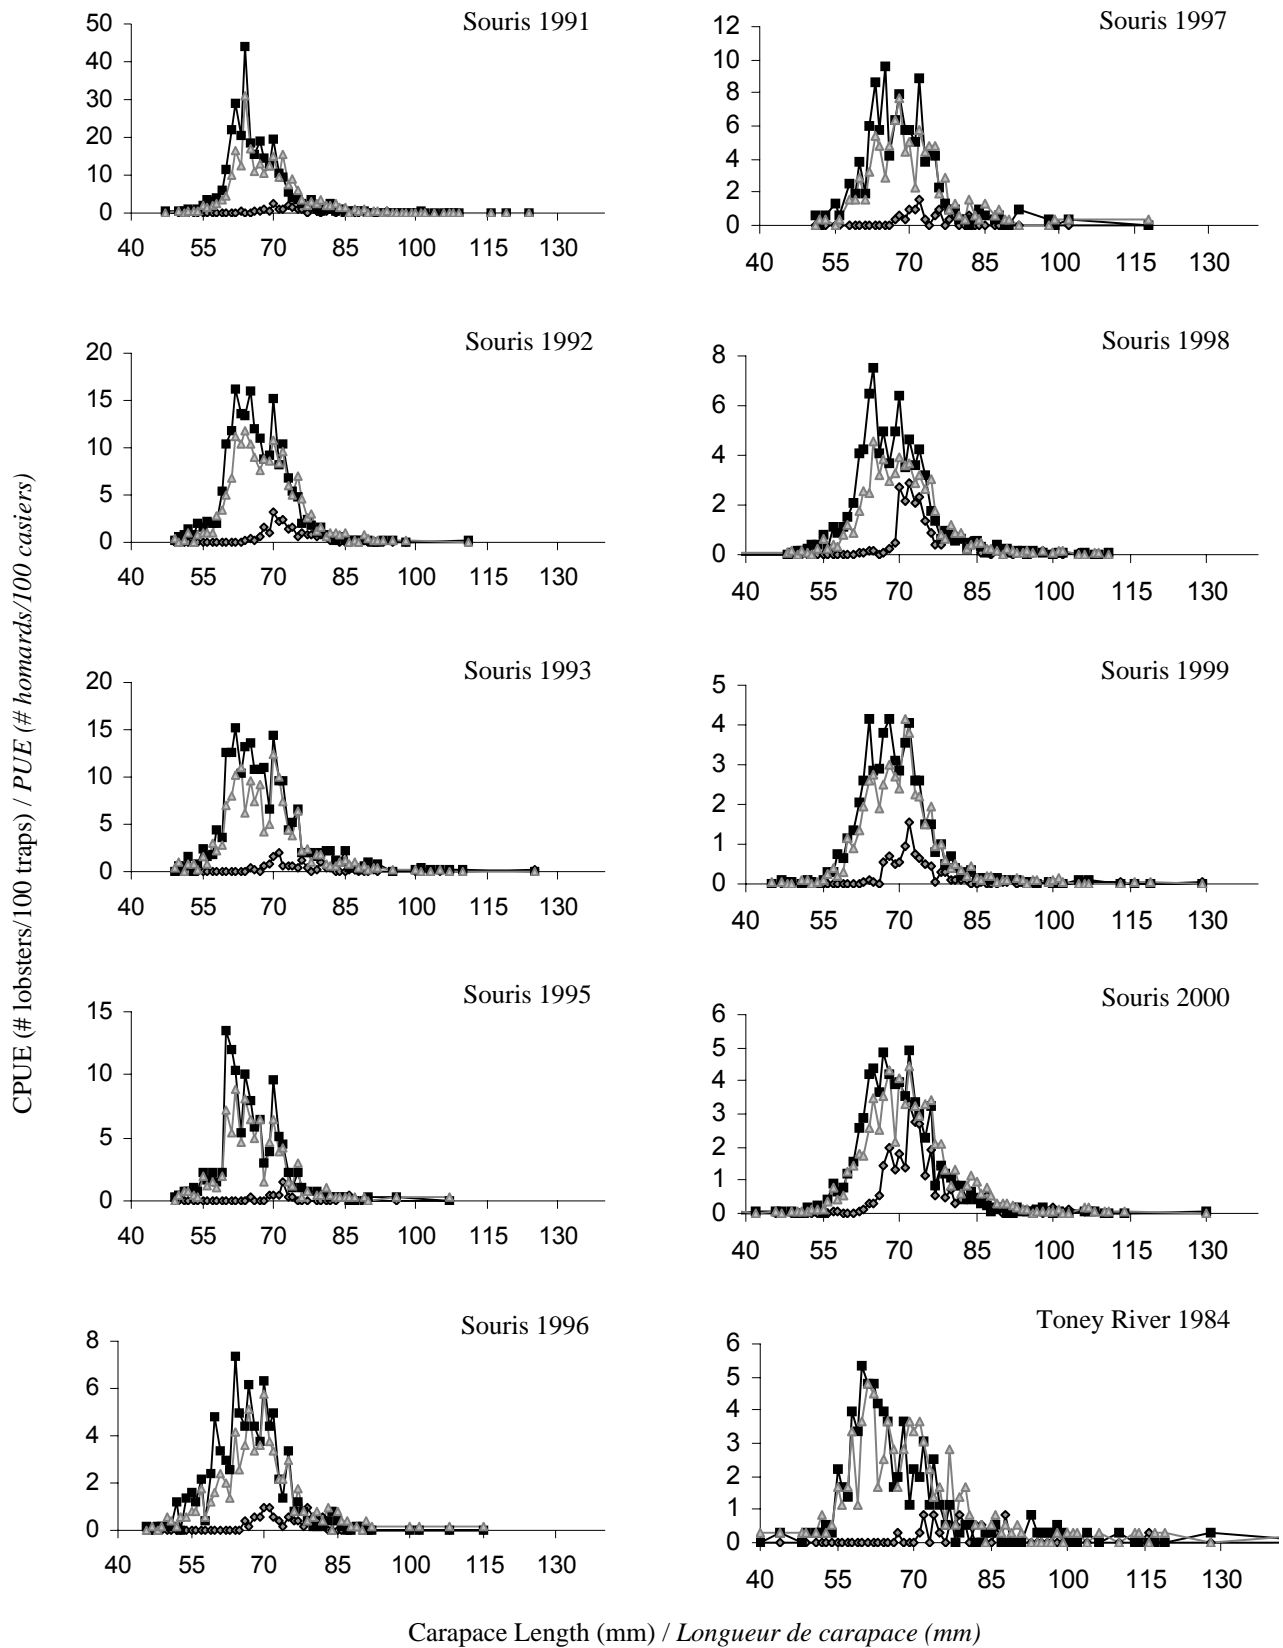 CPUE (# lobsters/100 traps) / PUE (# homards/100 casiers)
Souris 1991
50
40
30
20
10
0
40 55 70 85 100 115 130
Souris 1992
20
15
10
5
0
40 55 70 85 100 115 130
Souris 1993
20
15
10
5
0
40 55 70 85 100 115 130
Souris 1995
15
10
5
0
40 55 70 85 100 115 130
Souris 1996
8
6
4
2
0
40 55 70 85 100 115 130
Souris 1997
12
10
8
6
4
2
0
40 55 70 85 100 115 130
Souris 1998
8
6
4
2
0
40 55 70 85 100 115 130
Souris 1999
5
4
3
2
1
0
40 55 70 85 100 115 130
Souris 2000
6
5
4
3
2
1
0
40 55 70 85 100 115 130
Toney River 1984
6
5
4
3
2
1
0
40 55 70 85 100 115 130
Carapace Length (mm) / Longueur de carapace (mm)